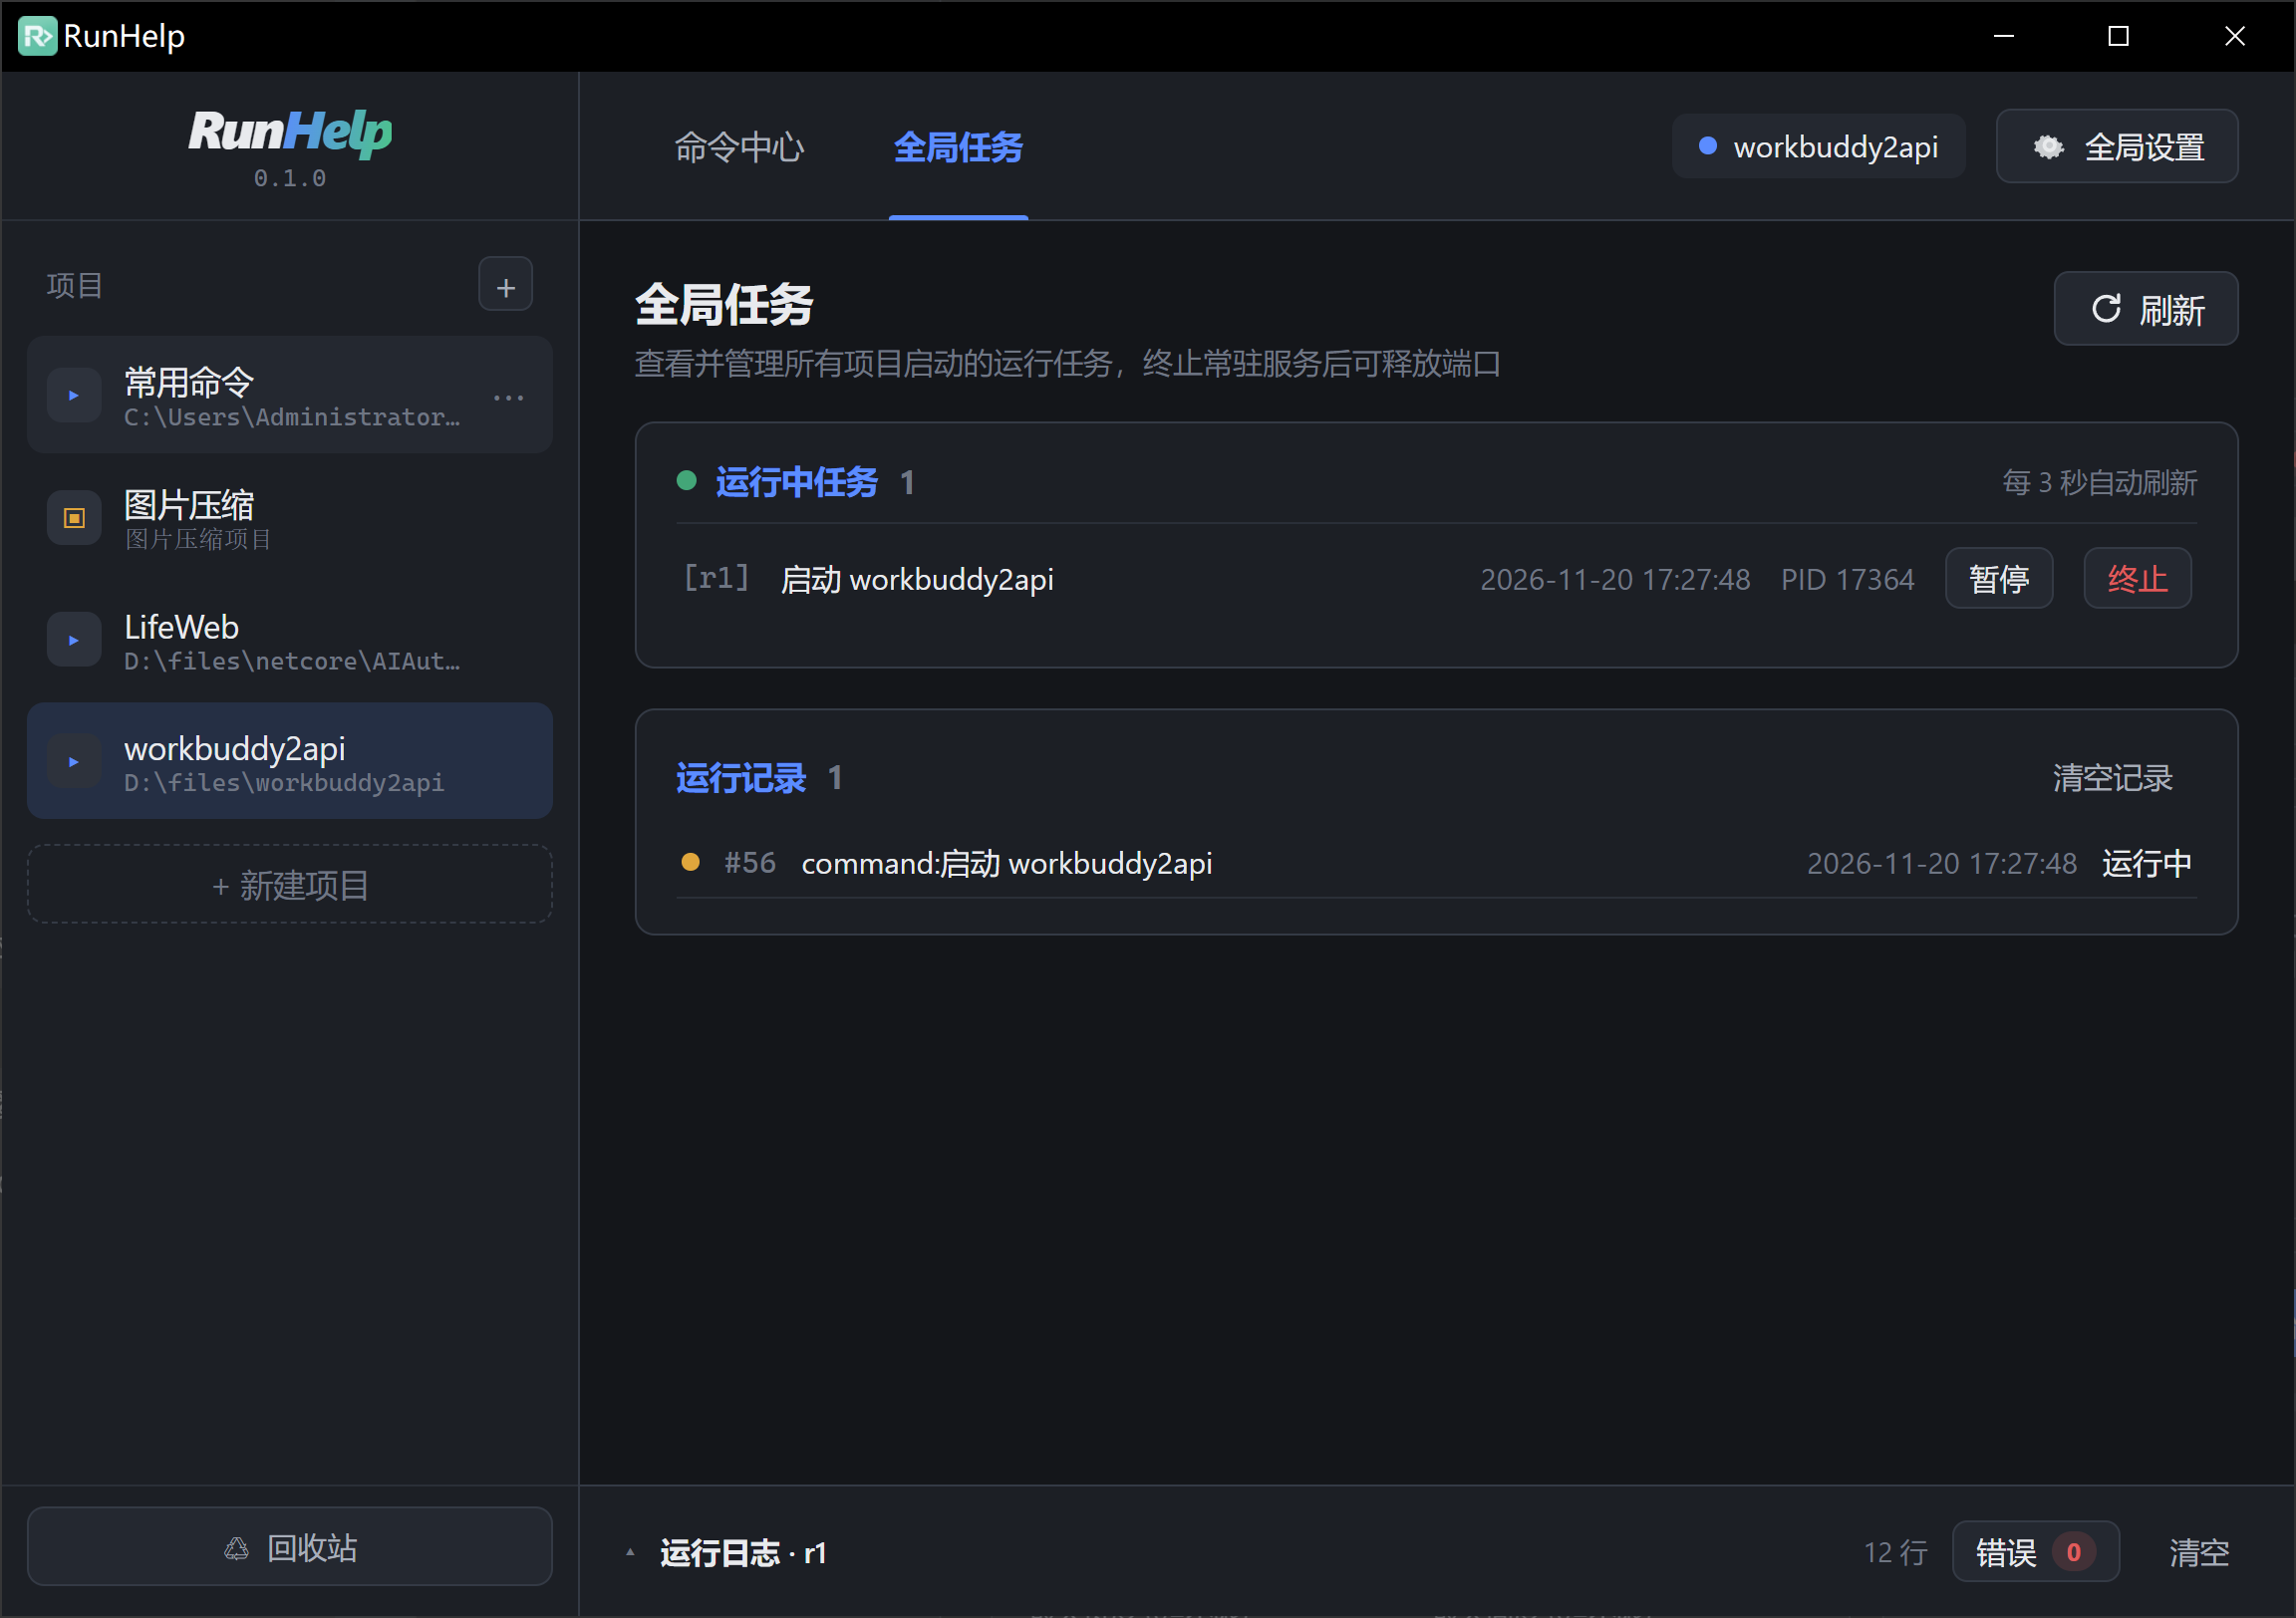 RunHelp
RunHelp
0.1.0
命令中心
全局任务
workbuddy2api
全局设置
项目
+
常用命令
C:\Users\Administrator…
...
图片压缩
图片压缩项目
LifeWeb
D:\files\netcore\AIAut…
workbuddy2api
D:\files\workbuddy2api
+ 新建项目
回收站
全局任务
刷新
查看并管理所有项目启动的运行任务，终止常驻服务后可释放端口
运行中任务 1
每 3 秒自动刷新
[r1] 启动 workbuddy2api 2026-11-20 17:27:48 PID 17364 暂停 终止
运行记录 1
清空记录
#56 command:启动 workbuddy2api 2026-11-20 17:27:48 运行中
运行日志 · r1
12 行
错误 0
清空